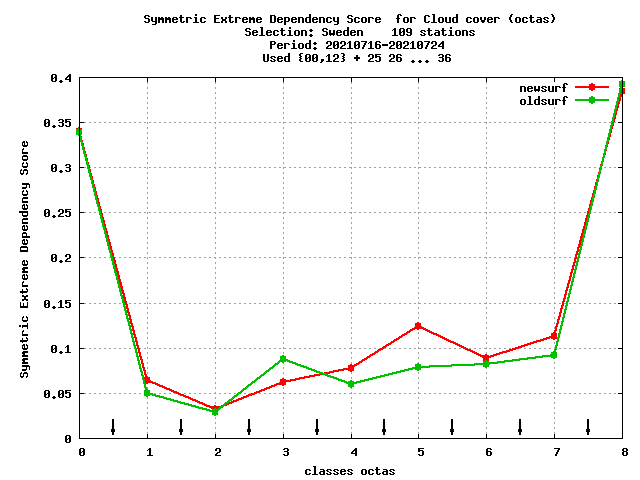 Symmetric Extreme Dependency Score  for Cloud cover (octas)
Selection: Sweden    109 stations
Period: 20210716-20210724
Used {00,12} + 25 26 ... 36
newsurf
oldsurf
Symmetric Extreme Dependency Score
0.4
0.35
0.3
0.25
0.2
0.15
0.1
0.05
0
0 1 2 3 4 5 6 7 8
classes octas